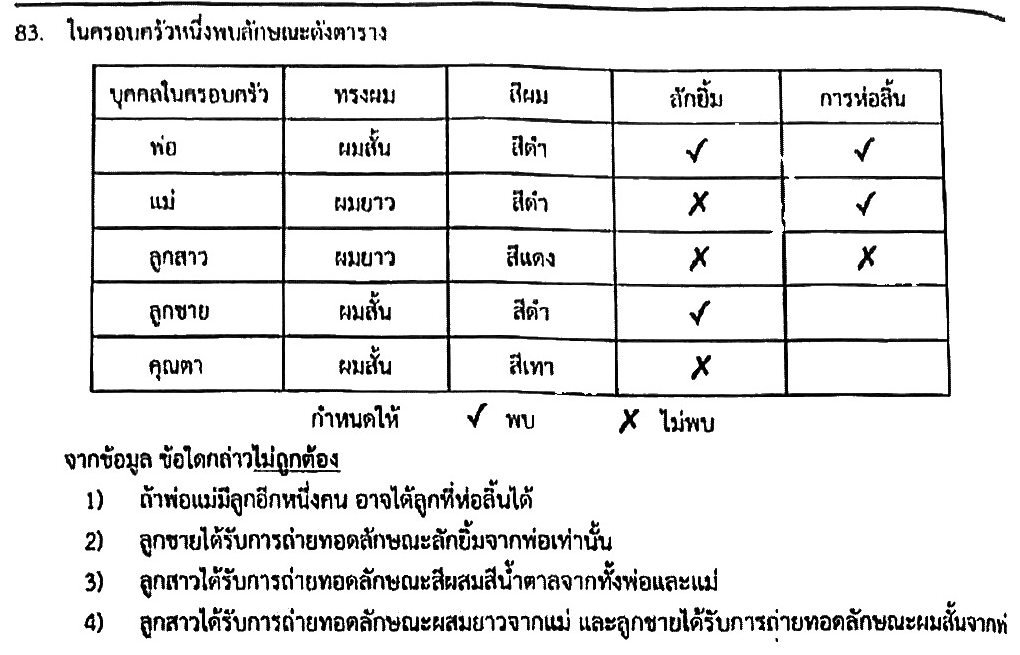 83. ในครอบครัวหนึ่งพบลักษณะดังตาราง
บุคคลในครอบครัว ทรงผม สีผม ลักยิ้ม การห่อลิ้น
พ่อ ผมสั้น สีดำ ✓ ✓
แม่ ผมยาว สีดำ ✗ ✓
ลูกสาว ผมยาว สีแดง ✗ ✗
ลูกชาย ผมสั้น สีดำ ✓
คุณตา ผมสั้น สีเทา ✗
กำหนดให้ ✓ พบ ✗ ไม่พบ
จากข้อมูล ข้อใดกล่าวไม่ถูกต้อง
1) ถ้าพ่อแม่มีลูกอีกหนึ่งคน อาจได้ลูกที่ห่อลิ้นได้
2) ลูกชายได้รับการถ่ายทอดลักษณะลักยิ้มจากพ่อเท่านั้น
3) ลูกสาวได้รับการถ่ายทอดลักษณะสีผสมสีน้ำตาลจากทั้งพ่อและแม่
4) ลูกสาวได้รับการถ่ายทอดลักษณะผสมยาวจากแม่ และลูกชายได้รับการถ่ายทอดลักษณะผมสั้นจากพ่